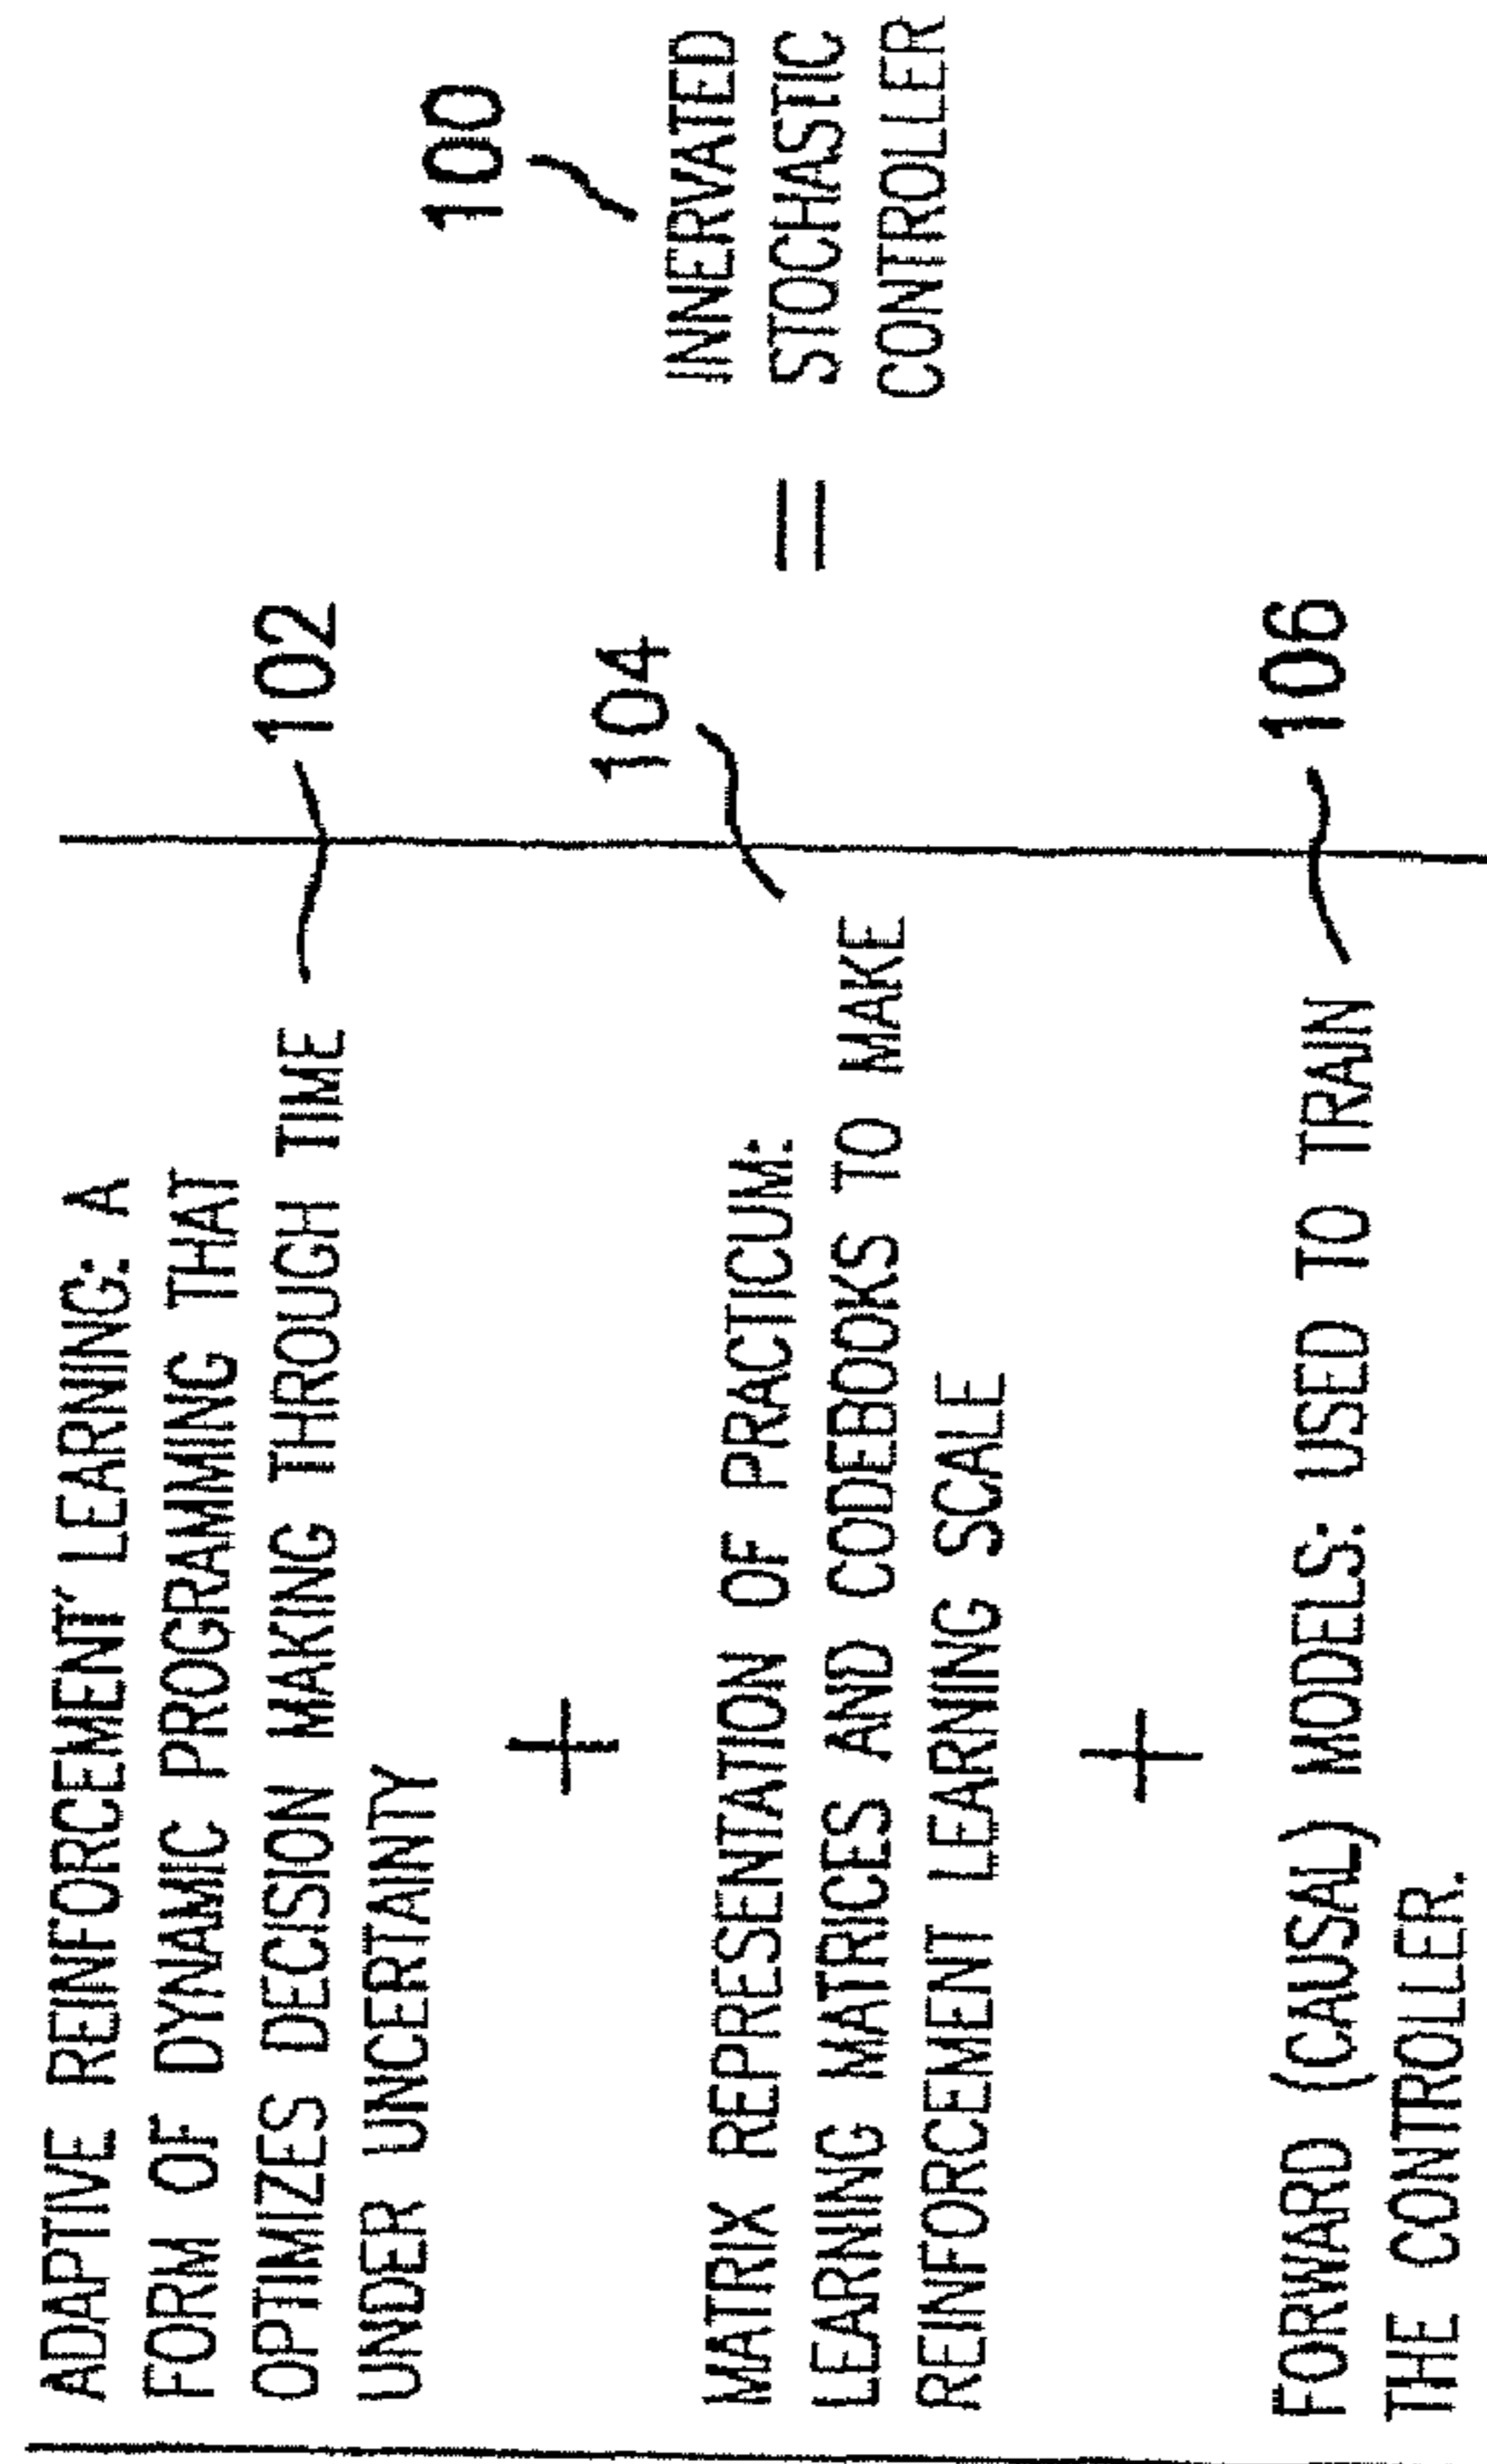 ADAPTIVE REINFORCEMENT' LEARNING: A
FORM OF DYNAMIC PROGRAMMING THAT
OPTIMIZES DECISION MAKING THROUGH TIME
UNDER UNCERTAINTY
102
+
MATRIX REPRESENTATION OF PRACTICUM:
LEARNING MATRICES AND CODEBOOKS TO MAKE
REINFORCEMENT LEARNING SCALE
104
+
FORWARD (CAUSAL) MODELS: USED TO TRAIN
THE CONTROLLER.
106
=
100
INNERVATED
STOCHASTIC
CONTROLLER